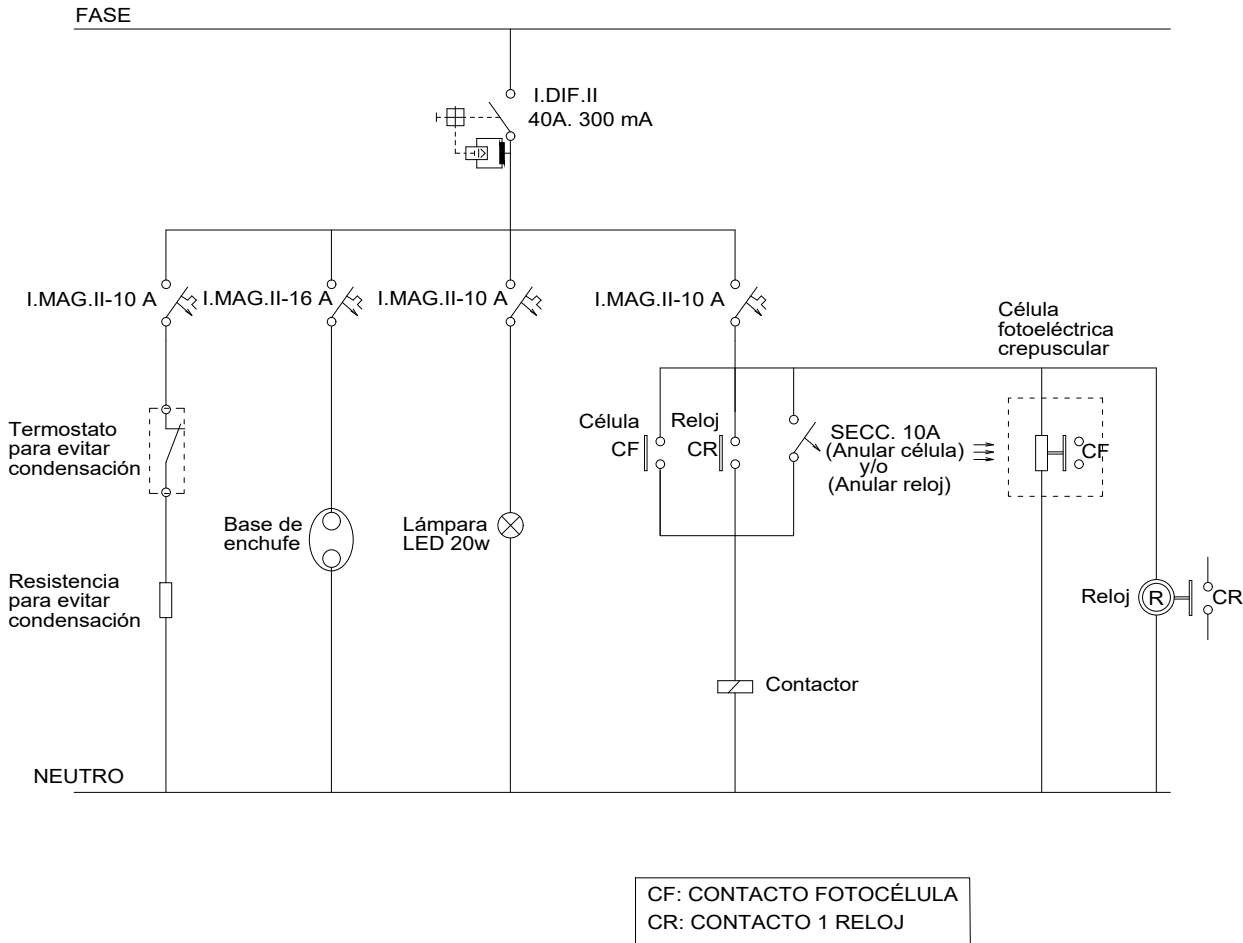 FASE
I.DIF.II
40A. 300 mA
I.MAG.II-10 A
I.MAG.II-16 A
I.MAG.II-10 A
I.MAG.II-10 A
Célula
fotoeléctrica
crepuscular
Termostato
para evitar
condensación
Célula
CF
Reloj
CR
SECC. 10A
(Anular célula)
y/o
(Anular reloj)
CF
Base de
enchufe
Lámpara
LED 20w
Resistencia
para evitar
condensación
Reloj
R
CR
Contactor
NEUTRO
CF: CONTACTO FOTOCÉLULA
CR: CONTACTO 1 RELOJ